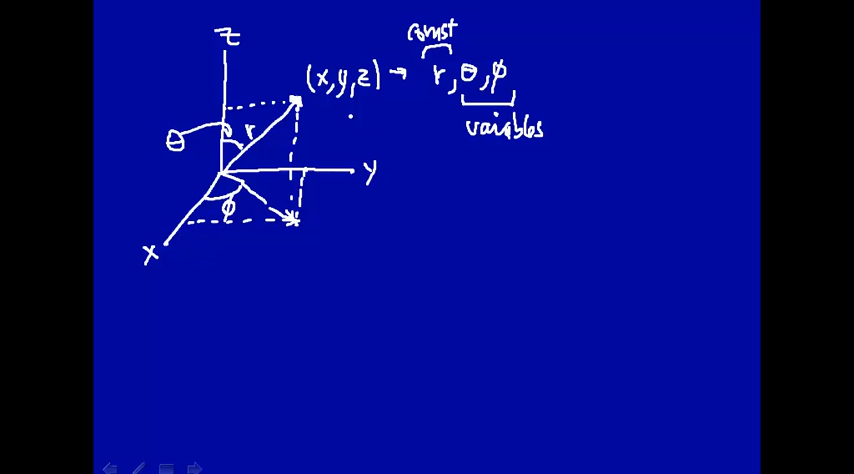 const
z
(x,y,z) → r, θ, φ
variables
θ
r
y
φ
x